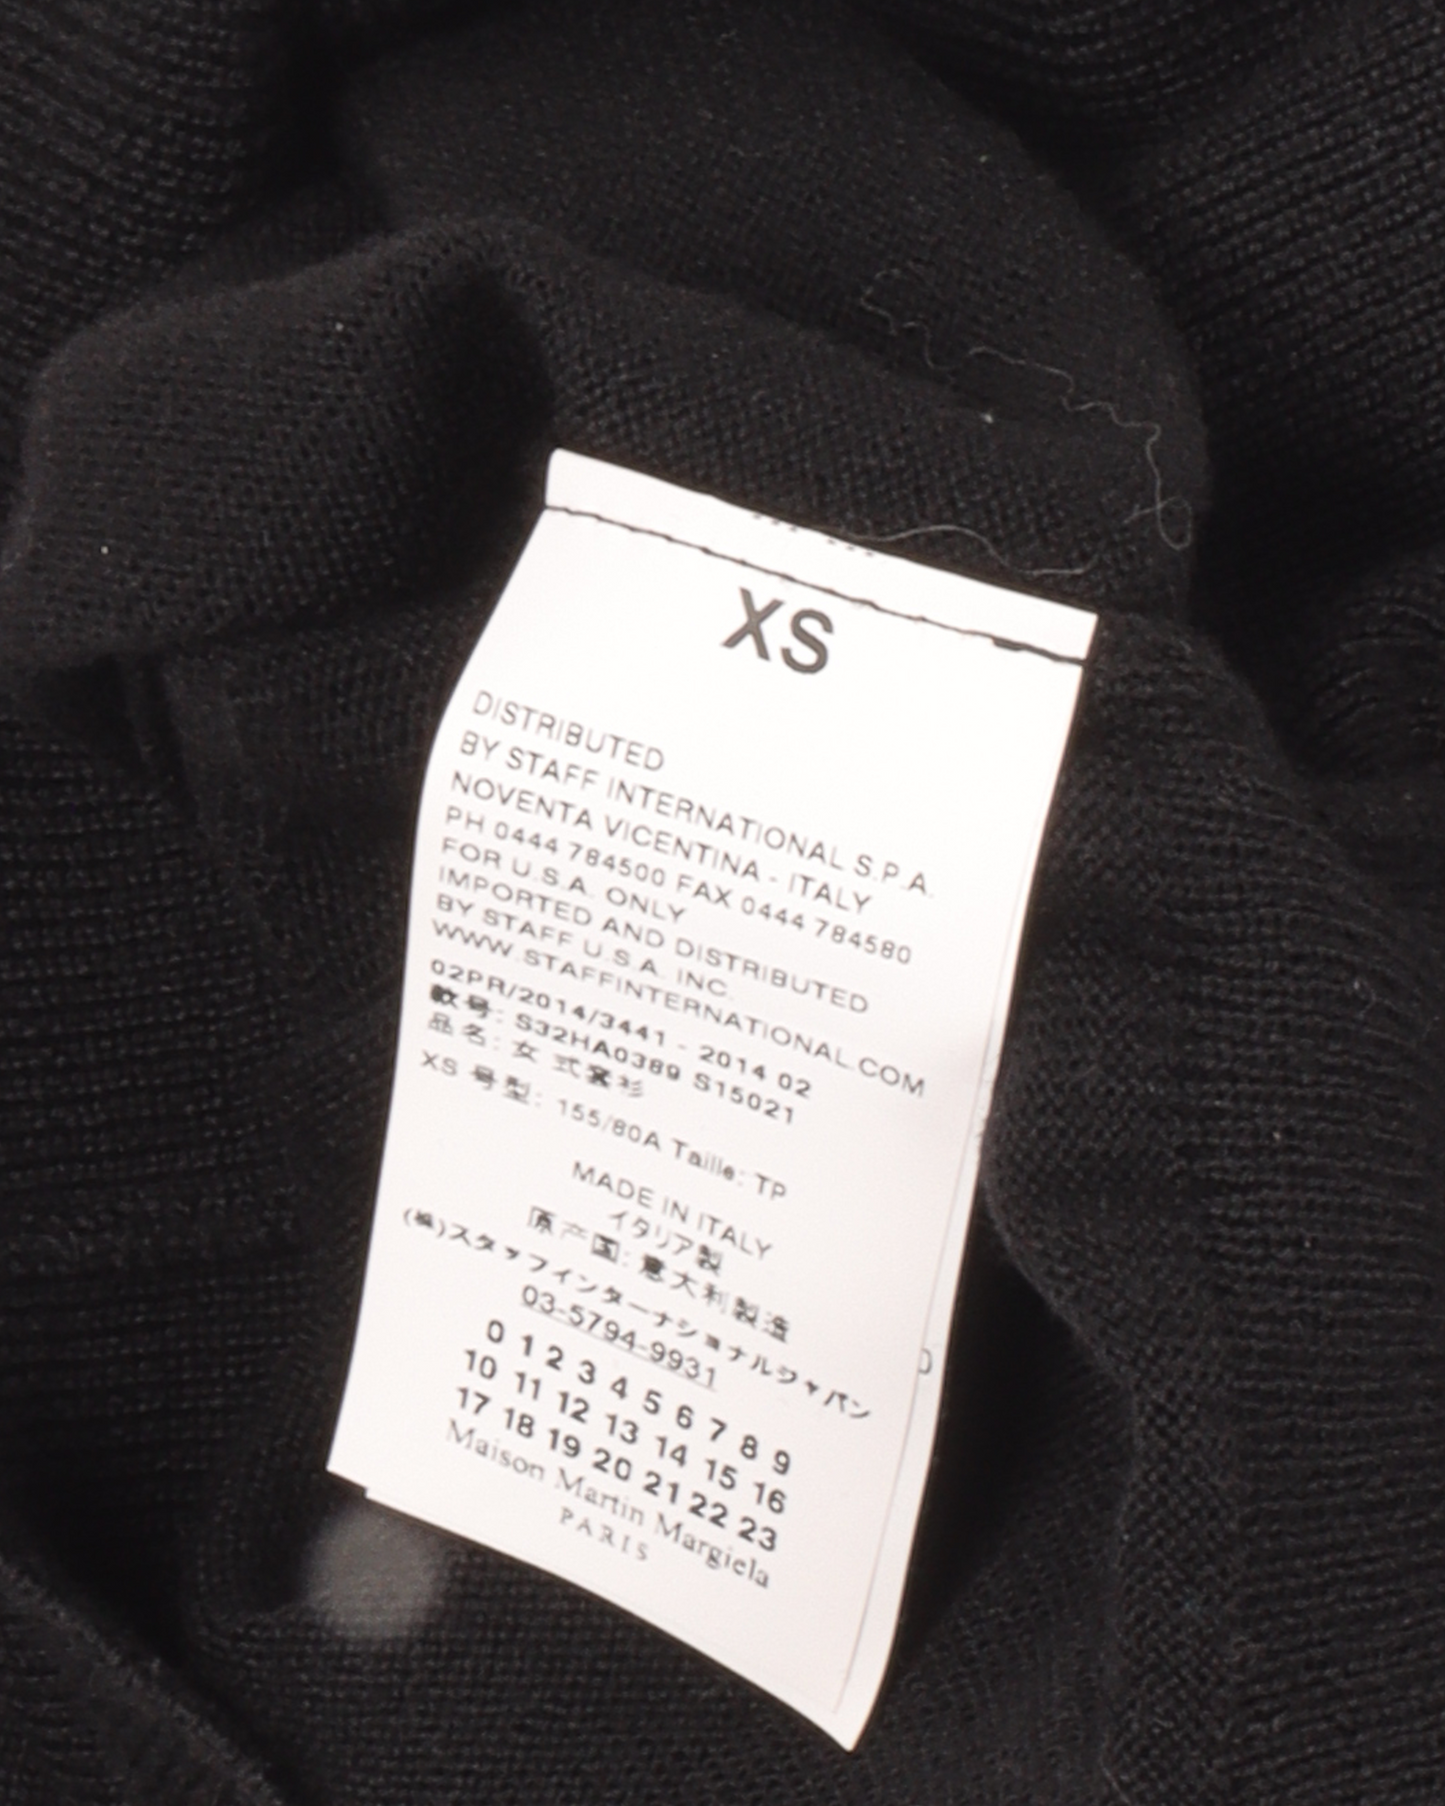 XS
DISTRIBUTED
BY STAFF INTERNATIONAL S.P.A.
NOVENTA VICENTINA - ITALY
PH 0444 784500 FAX 0444 784580
FOR U.S.A. ONLY
IMPORTED AND DISTRIBUTED
BY STAFF U.S.A. INC.
WWW.STAFFINTERNATIONAL.COM
02PR/2014/3441 - 2014 02
款号: S32HA0389 S15021
品名: 女 式套衫
XS 号型: 155/80A Taille: TP
MADE IN ITALY
イタリア製
原产国: 意大利製造
(株)スタッフインターナショナルジャパン
03-5794-9931
0 1 2 3 4 5 6 7 8 9
10 11 12 13 14 15 16
17 18 19 20 21 22 23
Maison Martin Margiela
PARIS